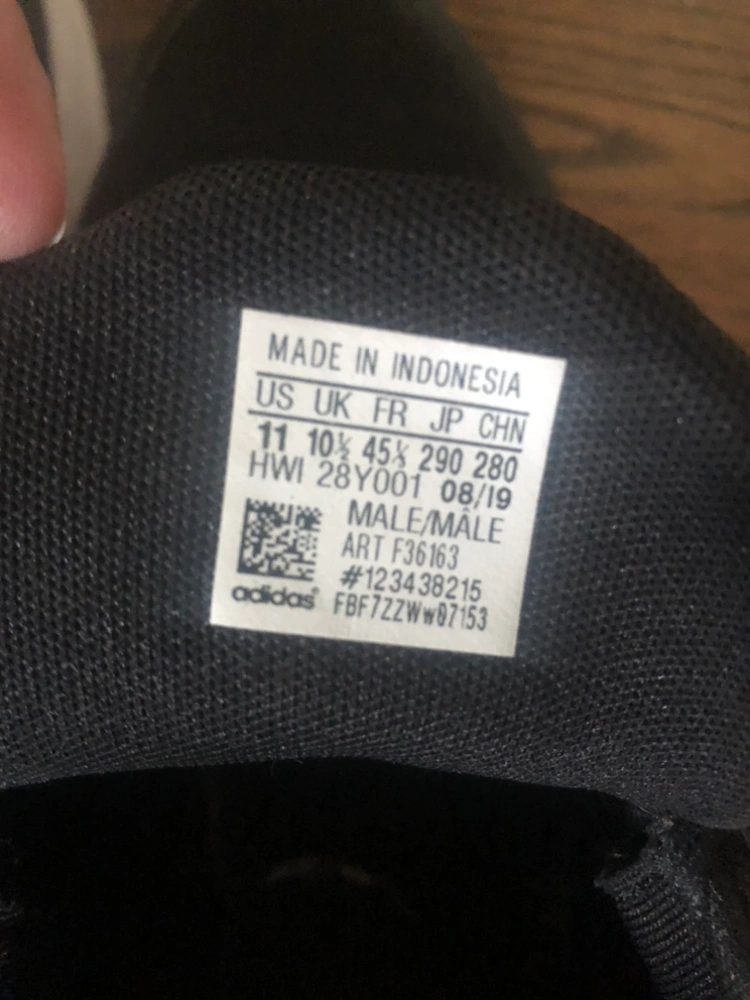 MADE IN INDONESIA
US UK FR JP CHN
11 10½ 45⅓ 290 280
HWI 28Y001 08/19
MALE/MÂLE
ART F36163
#123438215
adidas® FBF7ZZWw07153